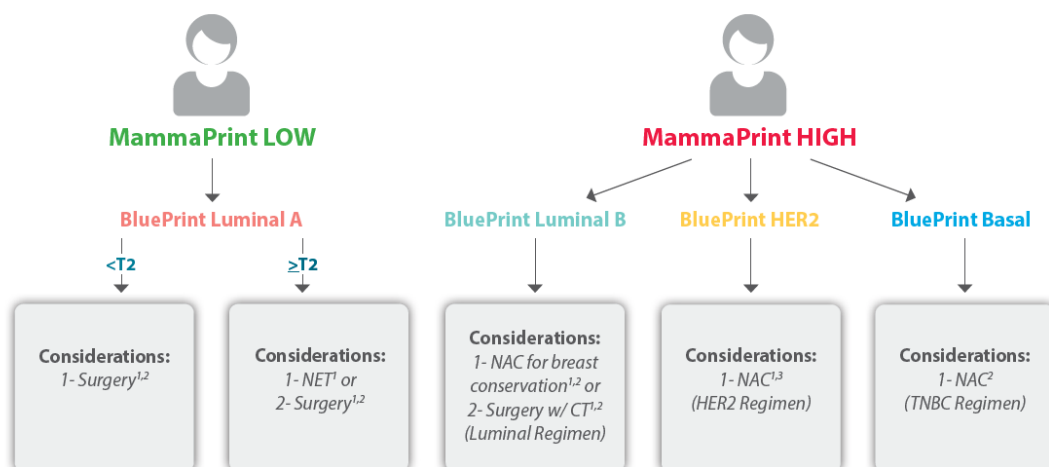 MammaPrint LOW
MammaPrint HIGH
BluePrint Luminal A
BluePrint Luminal B
BluePrint HER2
BluePrint Basal
<T2
≥T2
Considerations:
1- Surgery¹,²
Considerations:
1- NET¹ or
2- Surgery¹,²
Considerations:
1- NAC for breast
conservation¹,² or
2- Surgery w/ CT¹,²
(Luminal Regimen)
Considerations:
1- NAC¹,³
(HER2 Regimen)
Considerations:
1- NAC²
(TNBC Regimen)